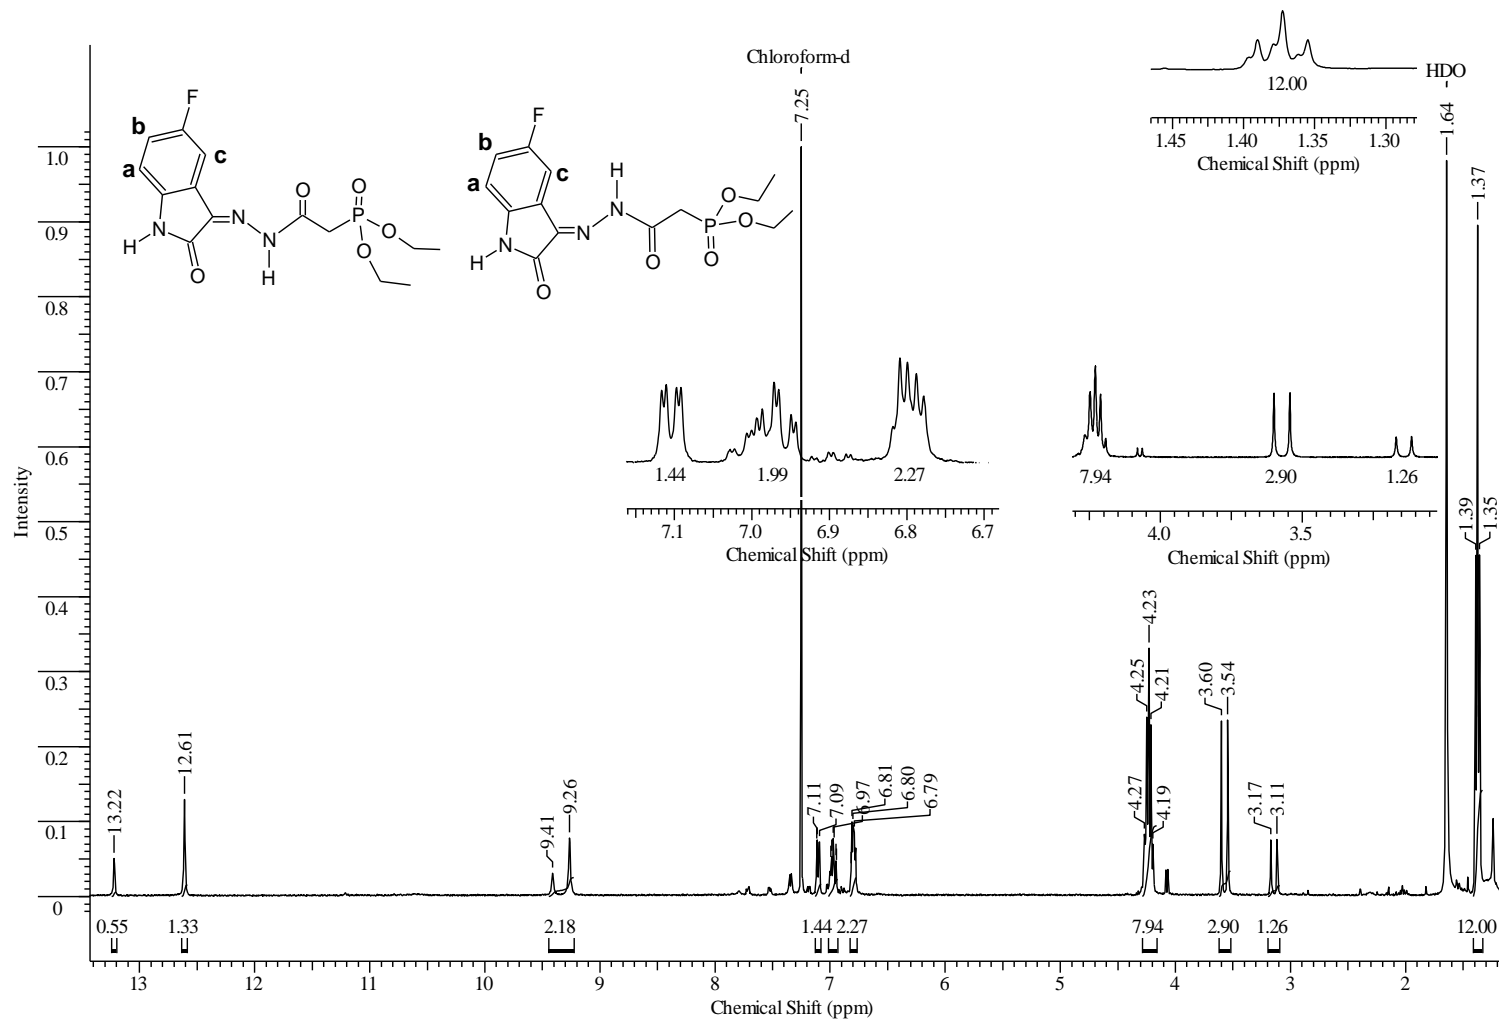 Chloroform-d
HDO
7.25
1.64
1.37
12.00
1.45 1.40 1.35 1.30
Chemical Shift (ppm)
F
b
c
a
N
H
O
N
N
H
O
O
P
O
O
F
b
c
a
N
H
O
N
N
H
O
O
P
O
O
1.44 1.99 2.27
7.1 7.0 6.9 6.8 6.7
Chemical Shift (ppm)
7.94 2.90 1.26
4.0 3.5
Chemical Shift (ppm)
1.39
1.35
1.0
0.9
0.8
0.7
0.6
0.5
0.4
0.3
0.2
0.1
0
Intensity
13.22
12.61
9.41
9.26
7.11
7.09
6.97
6.81
6.80
6.79
4.27
4.25
4.23
4.21
4.19
3.60
3.54
3.17
3.11
0.55 1.33 2.18 1.44 1.99 2.27 7.94 2.90 1.26 12.00
13 12 11 10 9 8 7 6 5 4 3 2
Chemical Shift (ppm)